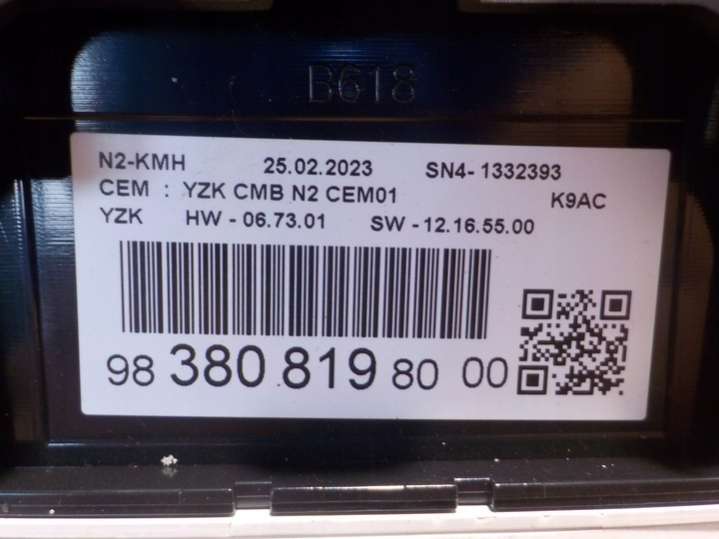 B618
N2-KMH 25.02.2023 SN4- 1332393
CEM : YZK CMB N2 CEM01 K9AC
YZK HW - 06.73.01 SW - 12.16.55.00
98 380 819 80 00